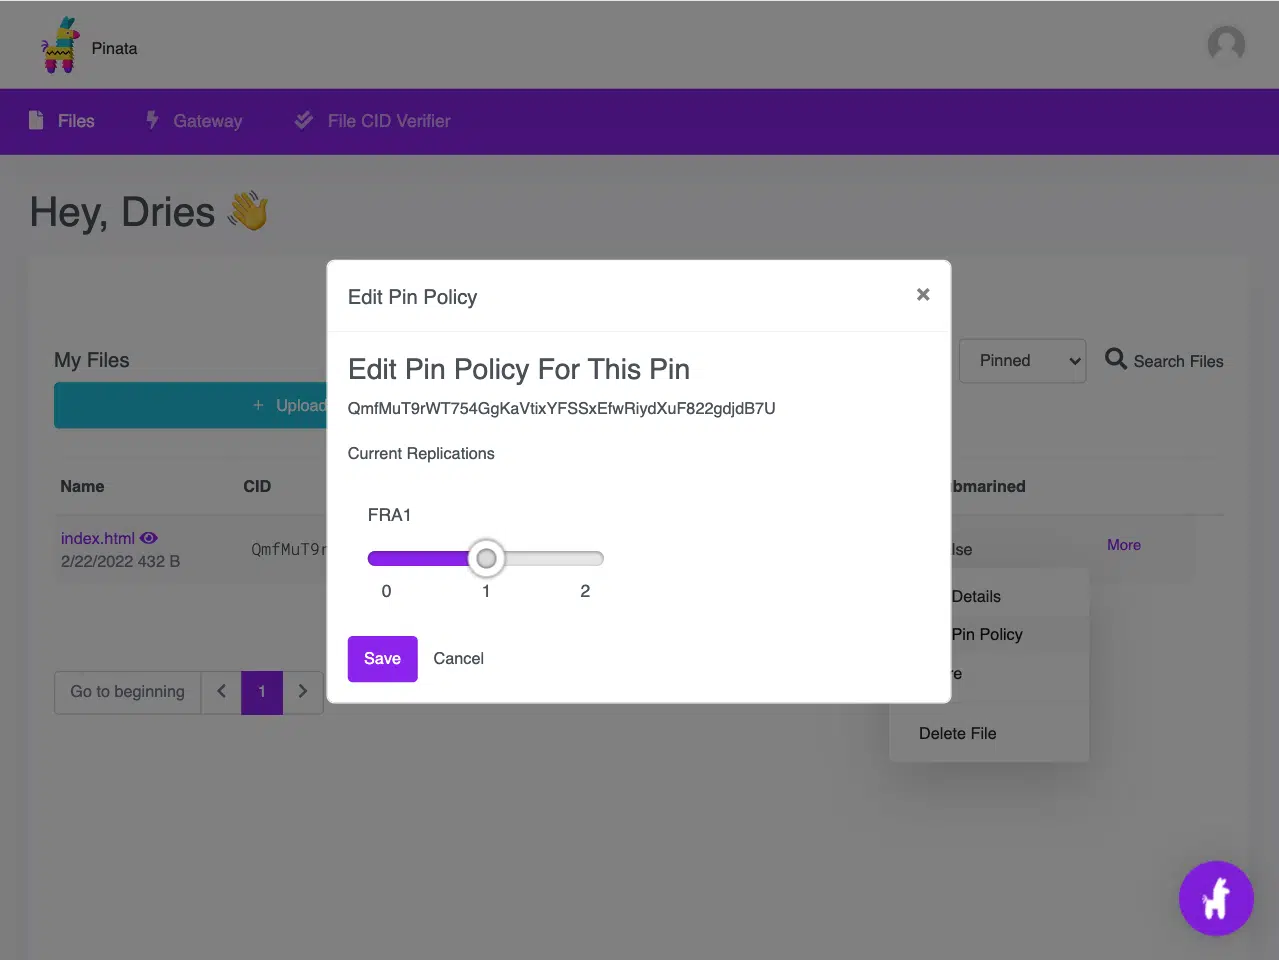 Pinata
Files Gateway File CID Verifier
Hey, Dries
Edit Pin Policy ×
Edit Pin Policy For This Pin
QmfMuT9rWT754GgKaVtixYFSSxEfwRiydXuF822gdjdB7U
Current Replications
FRA1
0 1 2
Save Cancel
My Files Pinned Search Files
+ Upload
Name CID bmarined
index.html
2/22/2022 432 B
QmfMuT9r lse More
Details
Pin Policy
re
Delete File
Go to beginning 1